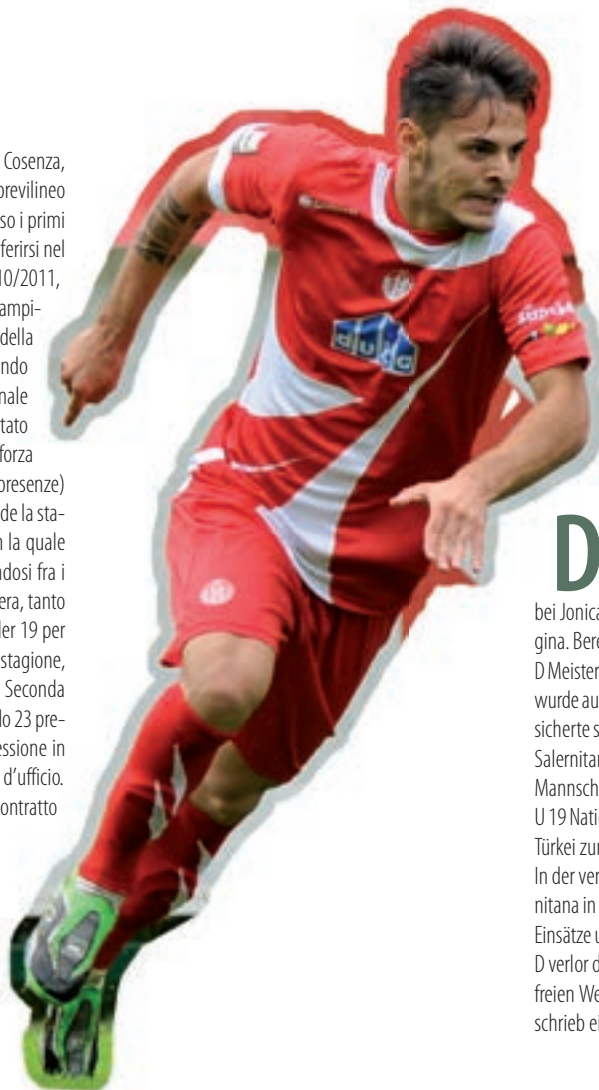 Cosenza,
brevilineo
so i primi
ferirsi nel
10/2011,
ampi-
della
ndo
nale
tato
forza
presenze)
de la sta-
n la quale
ndosi fra i
era, tanto
der 19 per
stagione,
Seconda
do 23 pre-
essione in
d'ufficio.
ontratto
duka
D
bei Jonica
gina. Bere
D Meister
wurde au
sicherte s
Salernitar
Mannsch
U 19 Natio
Türkei zur
In der ver
nitana in
Einsätze u
D verlor d
freien We
schrieb ei